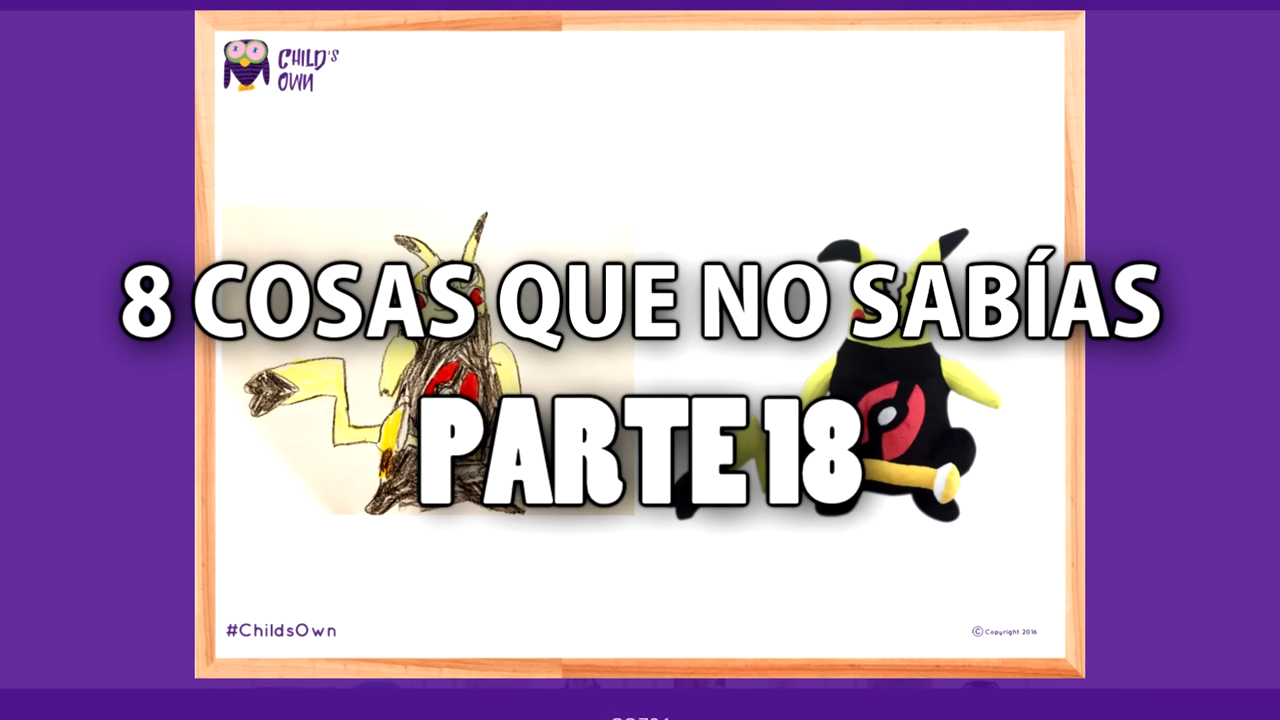 CHILD'S
OWN
8 COSAS QUE NO SABÍAS
PARTE 18
#ChildsOwn
© Copyright 2016